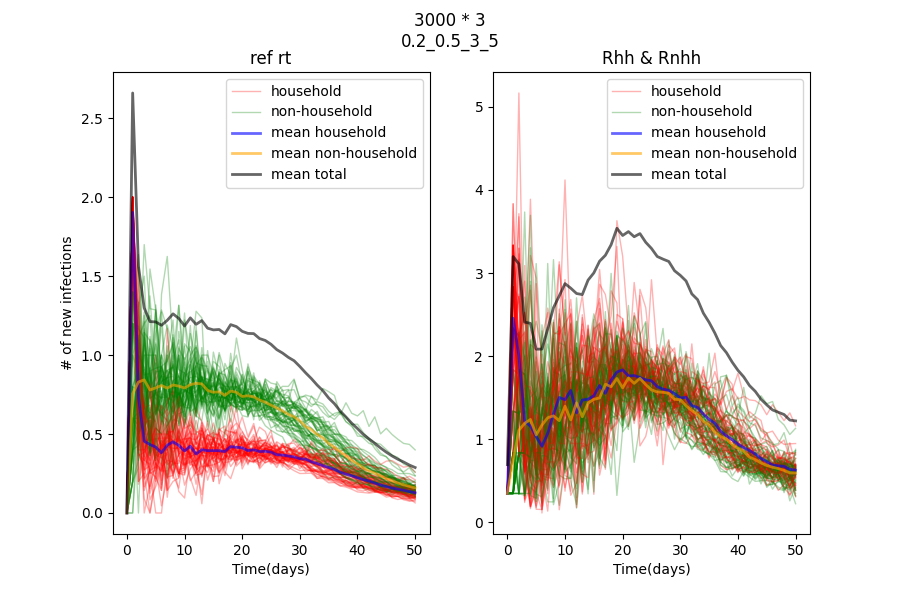 3000 * 3
0.2_0.5_3_5
ref rt
household
non-household
mean household
mean non-household
mean total
# of new infections
2.5
2.0
1.5
1.0
0.5
0.0
0 10 20 30 40 50
Time(days)
Rhh & Rnhh
household
non-household
mean household
mean non-household
mean total
5
4
3
2
1
0
0 10 20 30 40 50
Time(days)